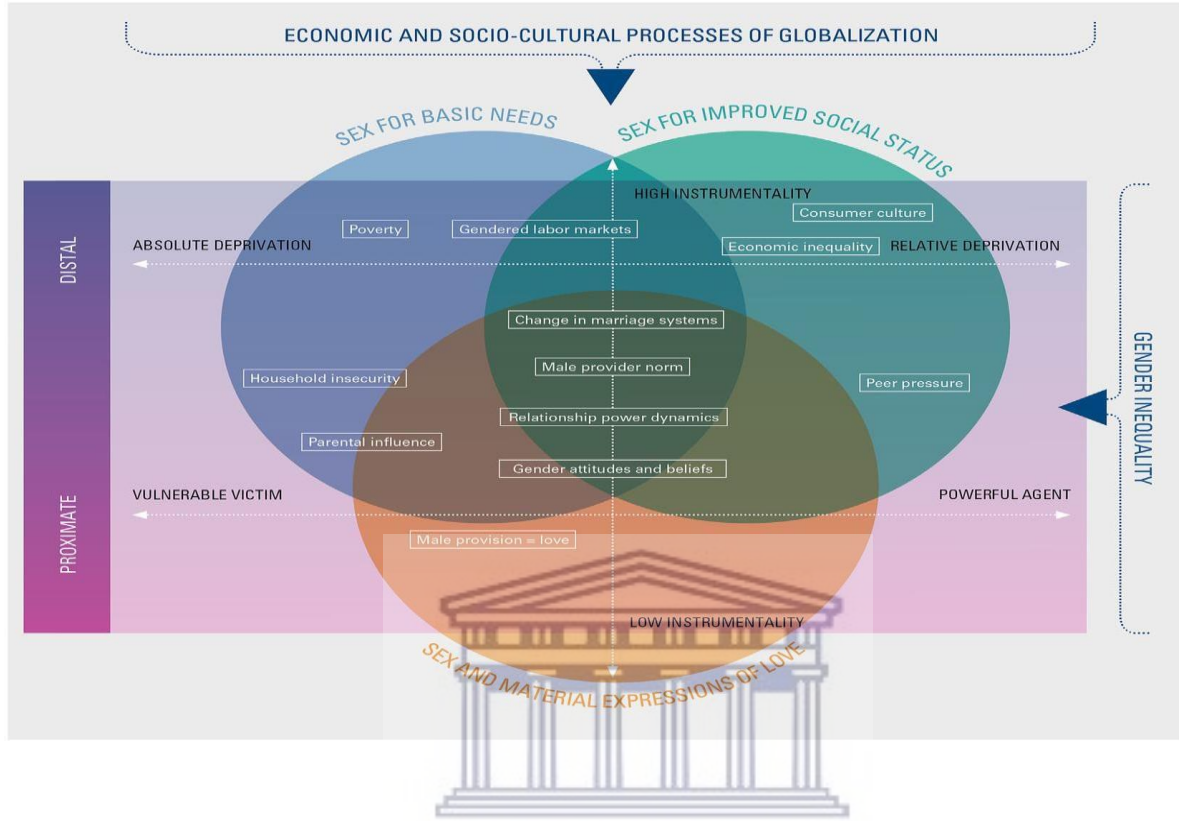 ECONOMIC AND SOCIO-CULTURAL PROCESSES OF GLOBALIZATION
SEX FOR BASIC NEEDS
SEX FOR IMPROVED SOCIAL STATUS
HIGH INSTRUMENTALITY
Consumer culture
Poverty
Gendered labor markets
ABSOLUTE DEPRIVATION
Economic inequality
RELATIVE DEPRIVATION
DISTAL
Change in marriage systems
Male provider norm
Household insecurity
Peer pressure
GENDER INEQUALITY
Relationship power dynamics
Parental influence
Gender attitudes and beliefs
VULNERABLE VICTIM
POWERFUL AGENT
PROXIMATE
Male provision = love
LOW INSTRUMENTALITY
SEX AND MATERIAL EXPRESSIONS OF LOVE